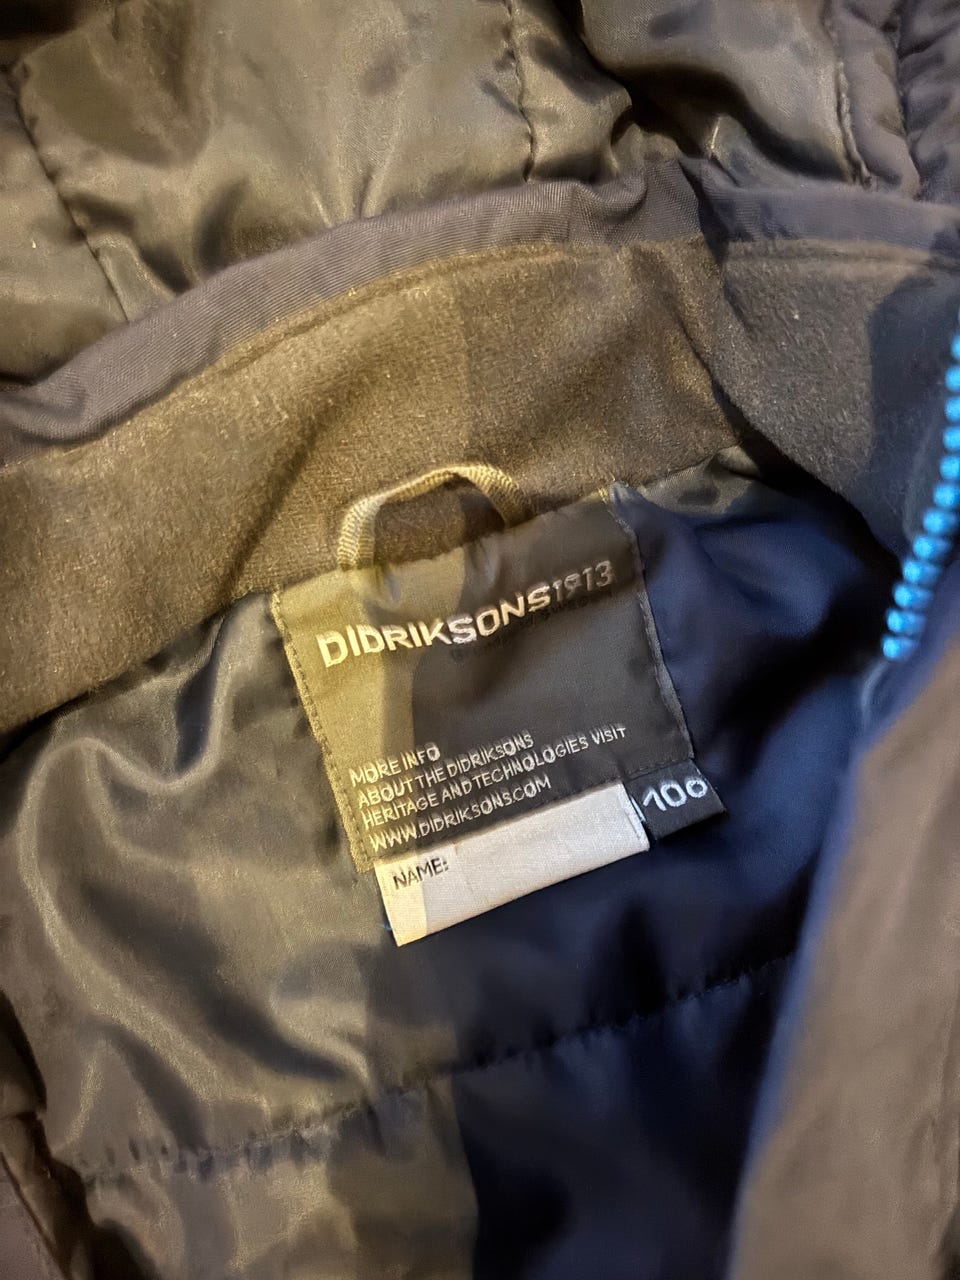 DIDRIKSONS1913
MORE INFO
ABOUT THE DIDRIKSONS
HERITAGE AND TECHNOLOGIES VISIT
WWW.DIDRIKSONS.COM
100
NAME: